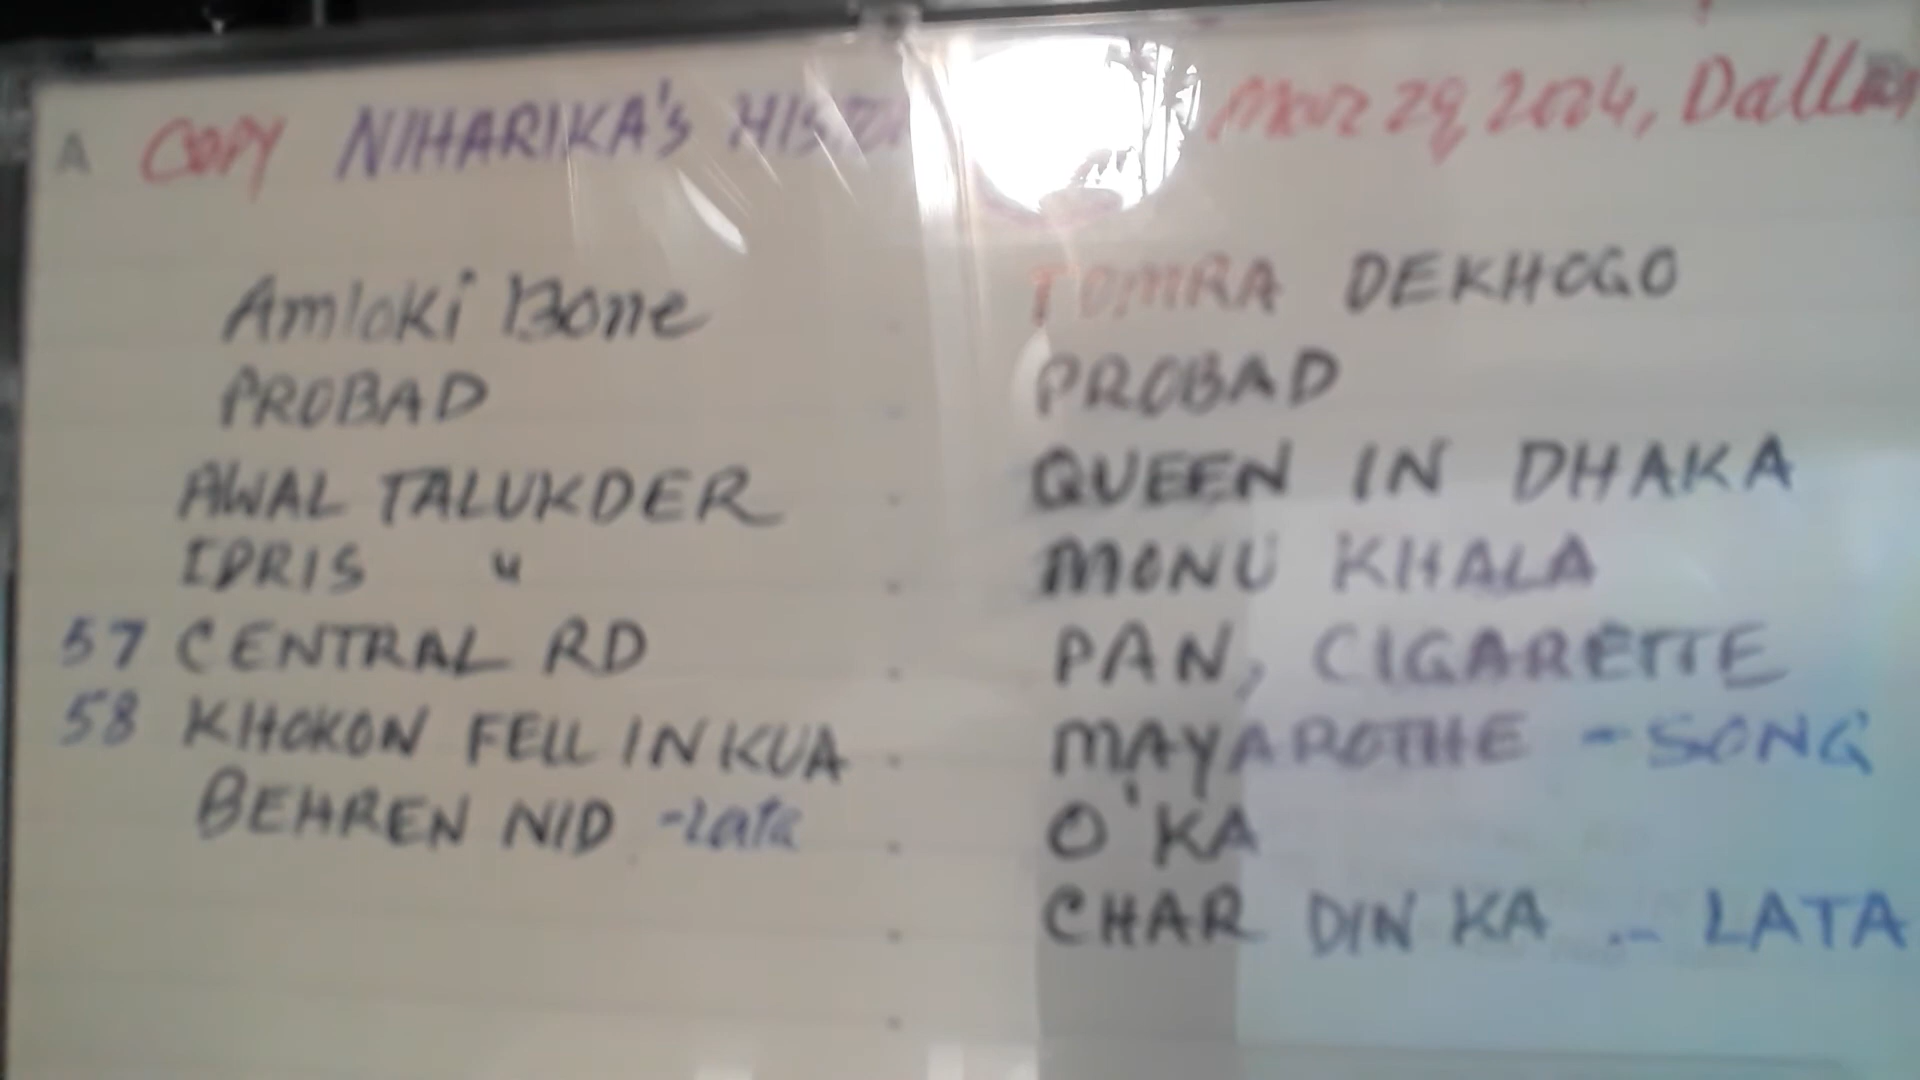 A COPY NIHARIKA'S Mar 29, 2024, Dallas
Amloki Bone
PROBAD
AWAL TALUKDER
IDRIS "
57 CENTRAL RD
58 KHOKON FELL IN KUA
BEHREN NID -Lata
TOMRA DEKHOGO
PROBAD
QUEEN IN DHAKA
MONU KHALA
PAN, CIGARETTE
MAYAROTHE - SONG
O'KA
CHAR DIN KA .- LATA